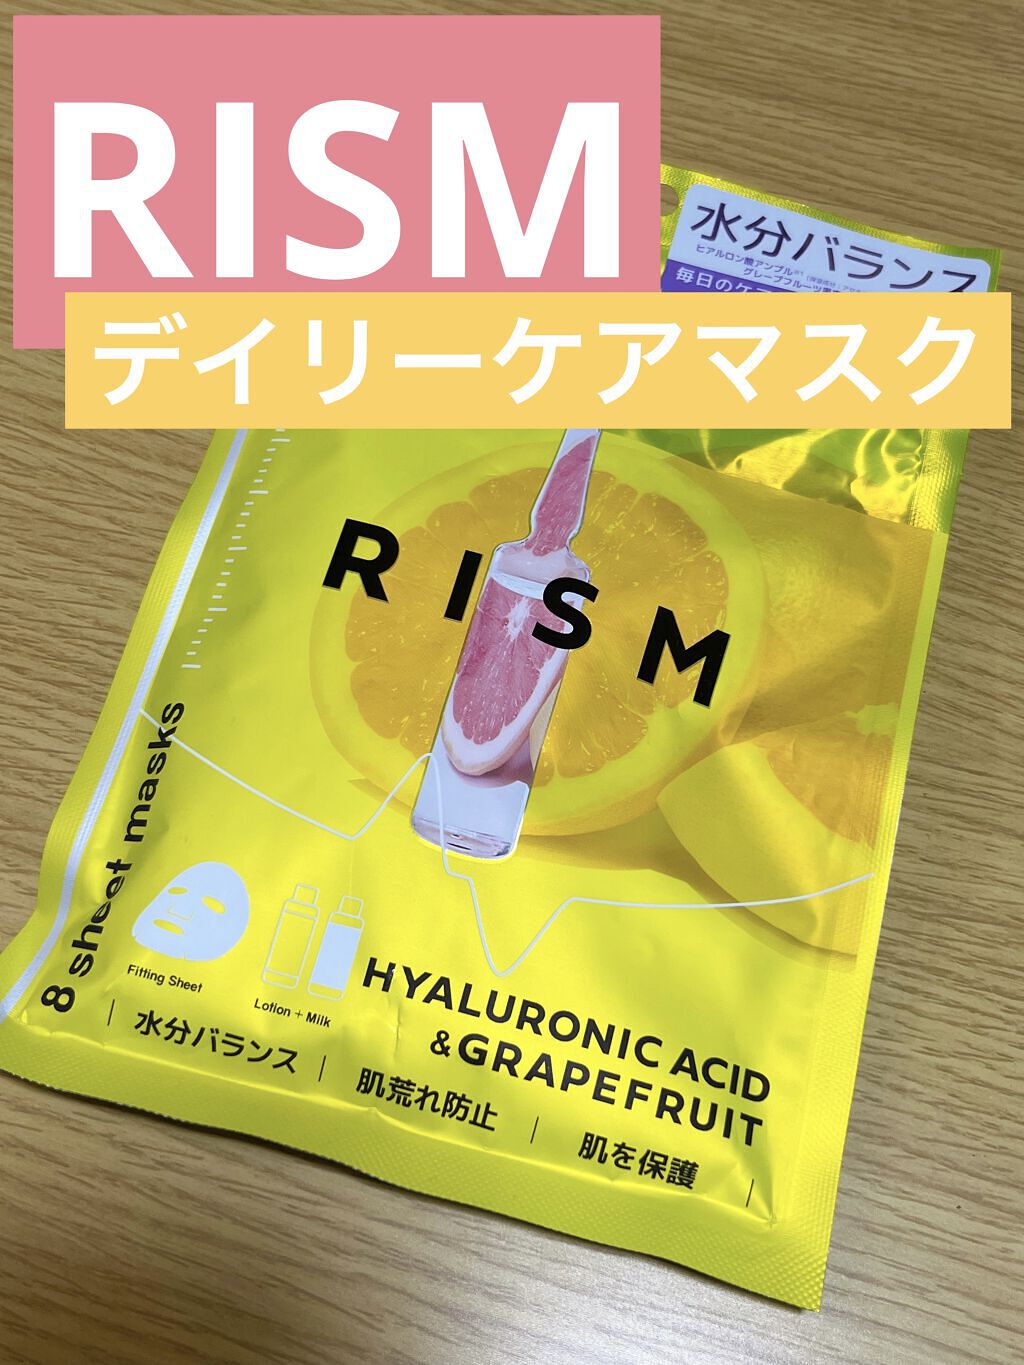 RISM
デイリーケアマスク
水分バランス
ヒアルロン酸アンプル
グレープフルーツ
毎日のケ
RISM
8 sheet masks
Fitting Sheet
Lotion + Milk
HYALURONIC ACID
&GRAPEFRUIT
水分バランス
肌荒れ防止
肌を保護